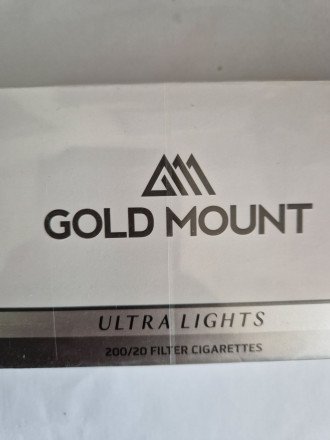 GOLD MOUNT
ULTRA LIGHTS
200/20 FILTER CIGARETTES